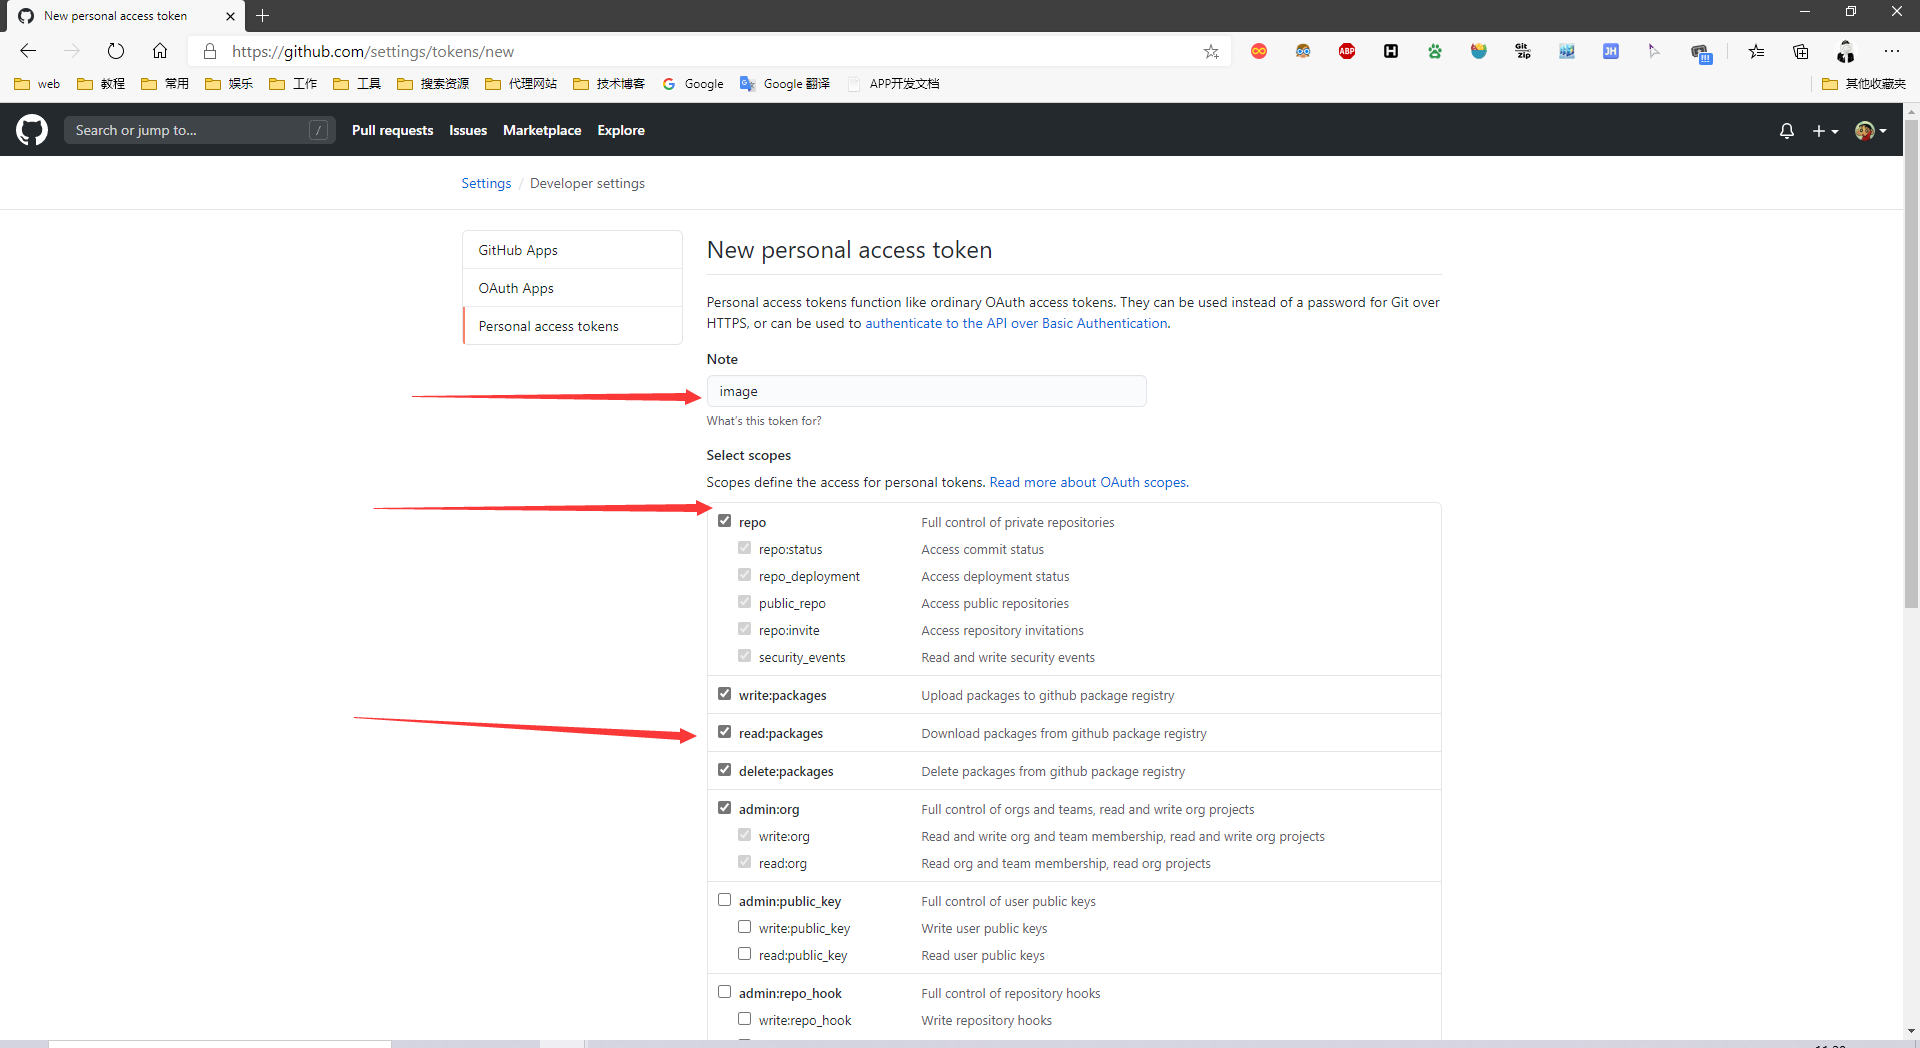 New personal access token
https://github.com/settings/tokens/new
ABP
H
Git zip
JH
web 教程 常用 娱乐 工作 工具 搜索资源 代理网站 技术博客 Google Google 翻译 APP开发文档 其他收藏夹
Search or jump to... / Pull requests Issues Marketplace Explore
Settings / Developer settings
GitHub Apps
OAuth Apps
Personal access tokens
New personal access token
Personal access tokens function like ordinary OAuth access tokens. They can be used instead of a password for Git over
HTTPS, or can be used to authenticate to the API over Basic Authentication.
Note
image
What's this token for?
Select scopes
Scopes define the access for personal tokens. Read more about OAuth scopes.
repo Full control of private repositories
repo:status Access commit status
repo_deployment Access deployment status
public_repo Access public repositories
repo:invite Access repository invitations
security_events Read and write security events
write:packages Upload packages to github package registry
read:packages Download packages from github package registry
delete:packages Delete packages from github package registry
admin:org Full control of orgs and teams, read and write org projects
write:org Read and write org and team membership, read and write org projects
read:org Read org and team membership, read org projects
admin:public_key Full control of user public keys
write:public_key Write user public keys
read:public_key Read user public keys
admin:repo_hook Full control of repository hooks
write:repo_hook Write repository hooks